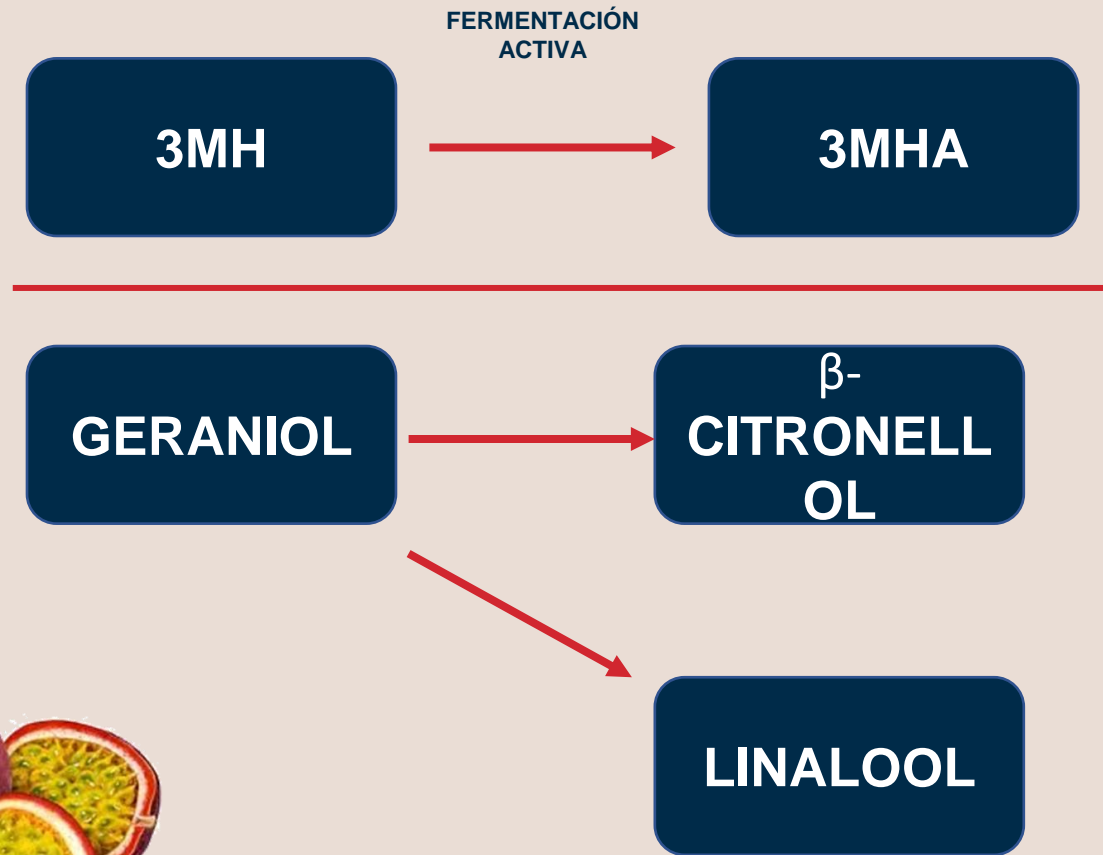 FERMENTACIÓN
ACTIVA
3MH
3MHA
GERANIOL
β-
CITRONELL
OL
LINALOOL